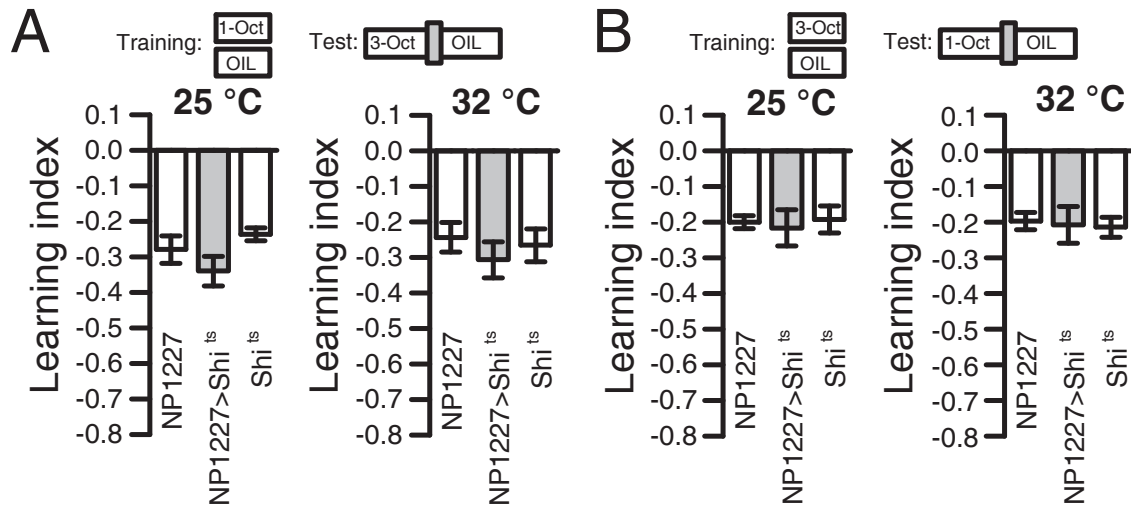 A
Training: 1-Oct
OIL
Test: 3-Oct OIL
25 °C
32 °C
Learning index
0.1
0.0
-0.1
-0.2
-0.3
-0.4
-0.5
-0.6
-0.7
-0.8
NP1227
NP1227>Shi ts
Shi ts
Learning index
0.1
0.0
-0.1
-0.2
-0.3
-0.4
-0.5
-0.6
-0.7
-0.8
NP1227
NP1227>Shi ts
Shi ts
B
Training: 3-Oct
OIL
Test: 1-Oct OIL
25 °C
32 °C
Learning index
0.1
0.0
-0.1
-0.2
-0.3
-0.4
-0.5
-0.6
-0.7
-0.8
NP1227
NP1227>Shi ts
Shi ts
Learning index
0.1
0.0
-0.1
-0.2
-0.3
-0.4
-0.5
-0.6
-0.7
-0.8
NP1227
NP1227>Shi ts
Shi ts